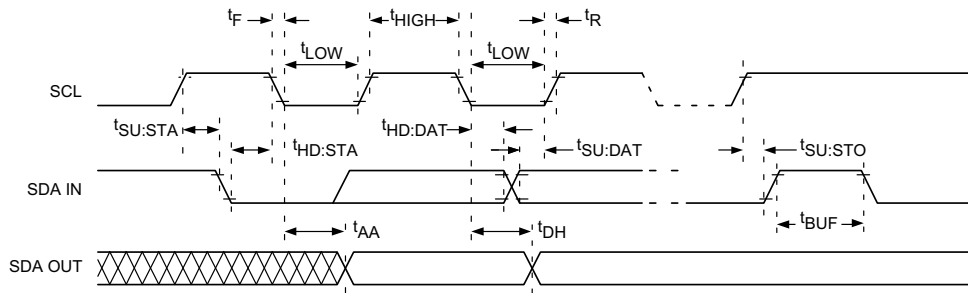 tF
tHIGH
tR
tLOW
tLOW
SCL
tSU:STA
tHD:STA
tHD:DAT
tSU:DAT
tSU:STO
SDA IN
tBUF
tAA
tDH
SDA OUT